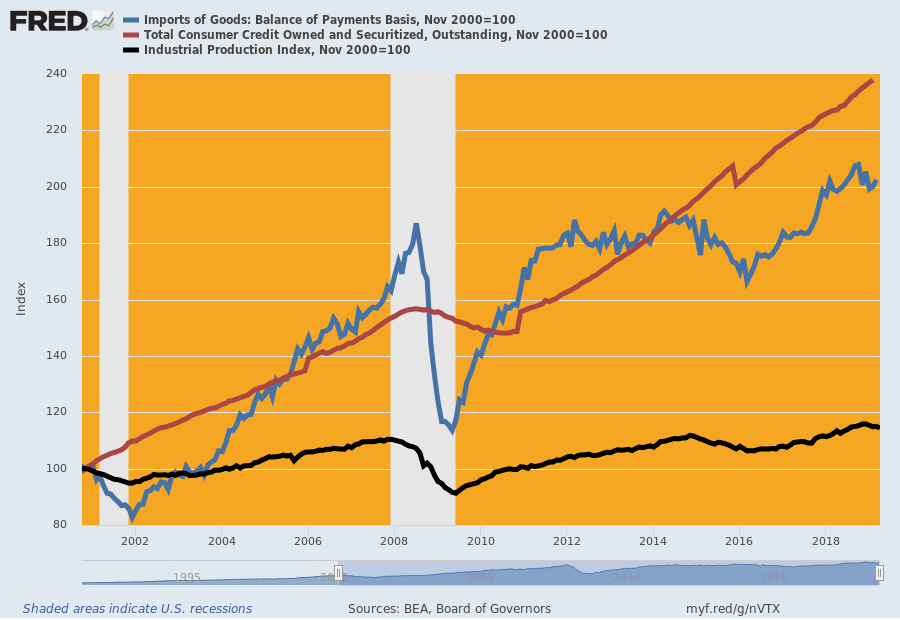 FRED
Imports of Goods: Balance of Payments Basis, Nov 2000=100
Total Consumer Credit Owned and Securitized, Outstanding, Nov 2000=100
Industrial Production Index, Nov 2000=100
240
220
200
180
160
140
120
100
80
Index
2002 2004 2006 2008 2010 2012 2014 2016 2018
1995 2005 2010 2015
Shaded areas indicate U.S. recessions Sources: BEA, Board of Governors myf.red/g/nVTX